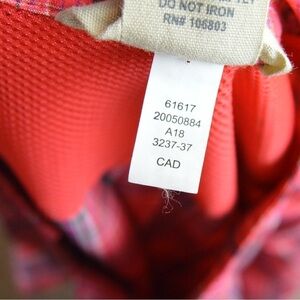 DO NOT IRON
RN# 106803
61617
20050884
A18
3237-37
CAD